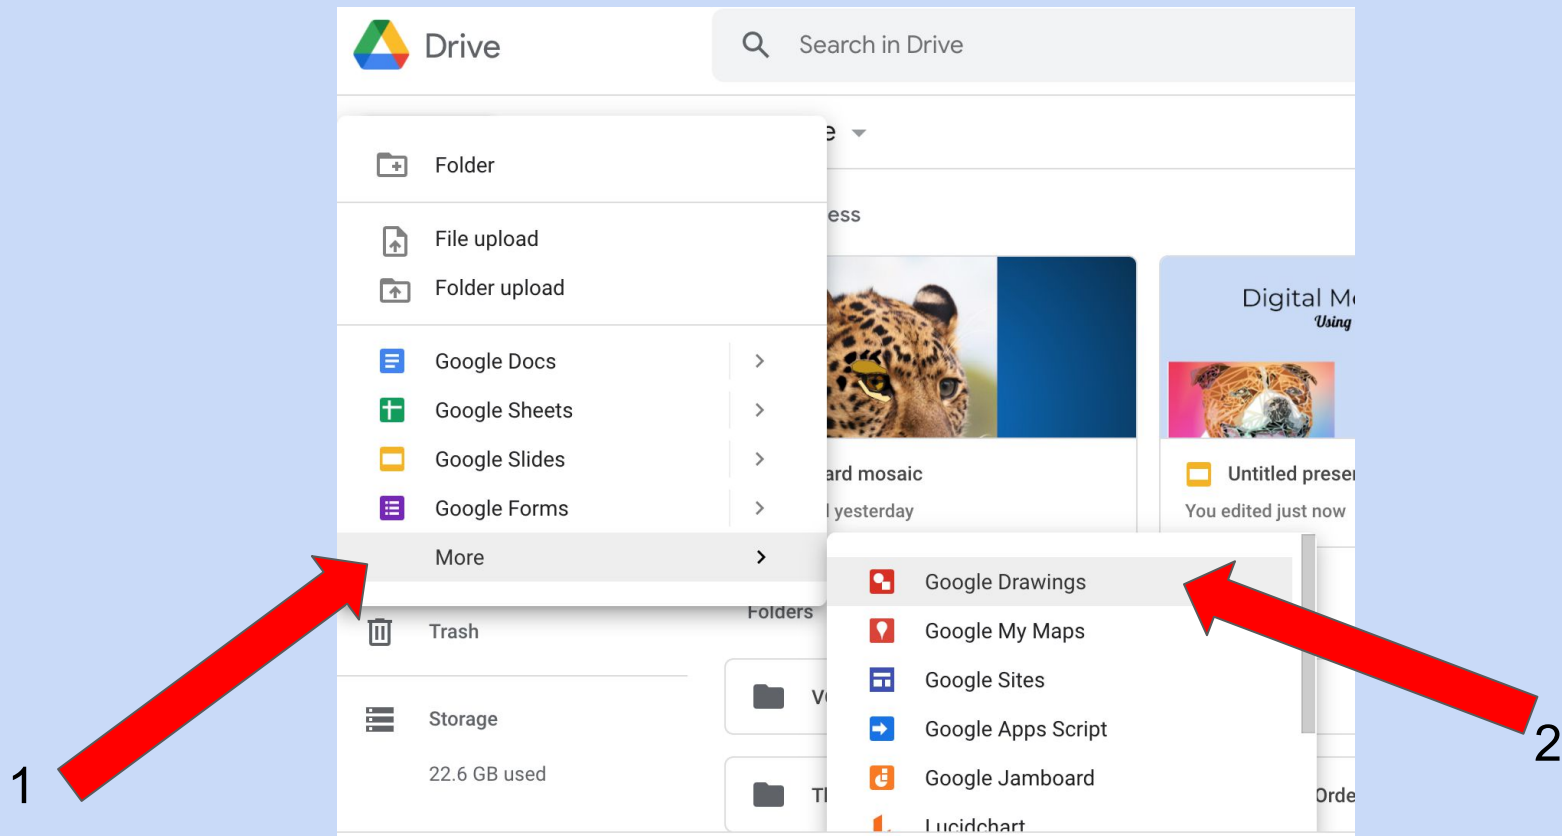 Drive
Search in Drive
Folder
File upload
Folder upload
Google Docs
Google Sheets
Google Slides
Google Forms
More
Trash
Storage
22.6 GB used
e
ess
ard mosaic
yesterday
Digital M
Using
Untitled preser
You edited just now
Folders
Google Drawings
Google My Maps
Google Sites
Google Apps Script
Google Jamboard
Lucidchart
Orde
1
2